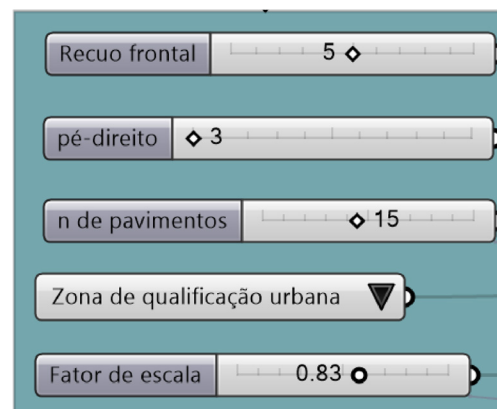 Recuo frontal 5
pé-direito 3
n de pavimentos 15
Zona de qualificação urbana
Fator de escala 0.83